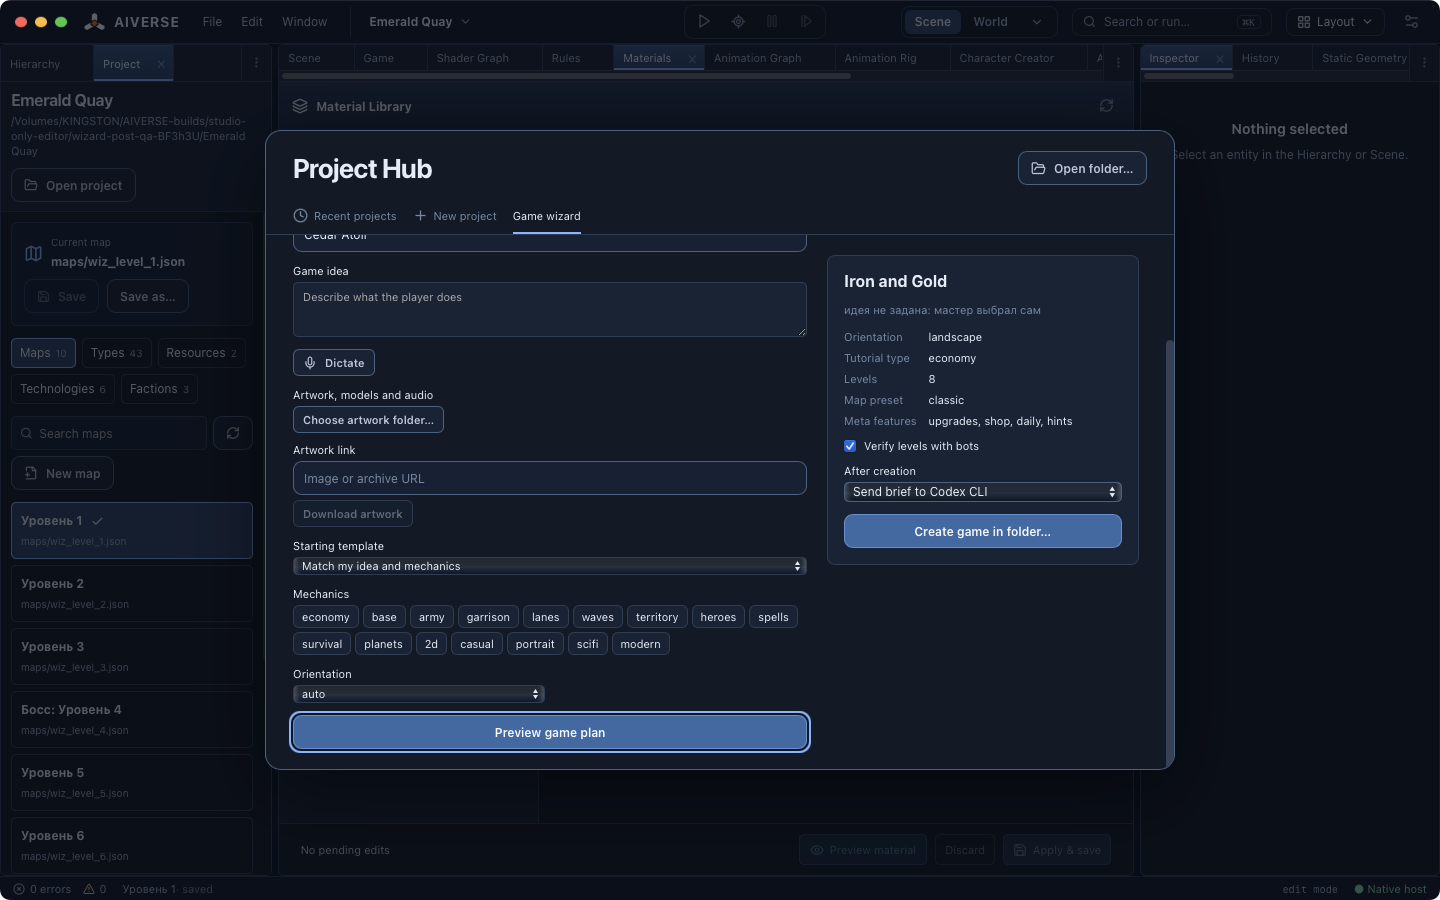 AIVERSE
File Edit Window
Emerald Quay
Scene World
Search or run... ⌘K
Layout
Hierarchy Project
Scene Game Shader Graph Rules Materials Animation Graph Animation Rig Character Creator
Inspector History Static Geometry
Emerald Quay
/Volumes/KINGSTON/AIVERSE-builds/studio-
only-editor/wizard-post-qa-BF3h3U/Emerald
Quay
Open project
Material Library
Nothing selected
Select an entity in the Hierarchy or Scene.
Current map
maps/wiz_level_1.json
Save Save as...
Maps 10 Types 43 Resources 2
Technologies 6 Factions 3
Search maps
New map
Уровень 1
maps/wiz_level_1.json
Уровень 2
maps/wiz_level_2.json
Уровень 3
maps/wiz_level_3.json
Босс: Уровень 4
maps/wiz_level_4.json
Уровень 5
maps/wiz_level_5.json
Уровень 6
maps/wiz_level_6.json
Project Hub
Open folder...
Recent projects New project Game wizard
Cedar Atoll
Game idea
Describe what the player does
Dictate
Artwork, models and audio
Choose artwork folder...
Artwork link
Image or archive URL
Download artwork
Starting template
Match my idea and mechanics
Mechanics
economy base army garrison lanes waves territory heroes spells
survival planets 2d casual portrait scifi modern
Orientation
auto
Preview game plan
Iron and Gold
идея не задана: мастер выбрал сам
Orientation landscape
Tutorial type economy
Levels 8
Map preset classic
Meta features upgrades, shop, daily, hints
Verify levels with bots
After creation
Send brief to Codex CLI
Create game in folder...
No pending edits
Preview material Discard Apply & save
0 errors 0 Уровень 1· saved
edit mode Native host